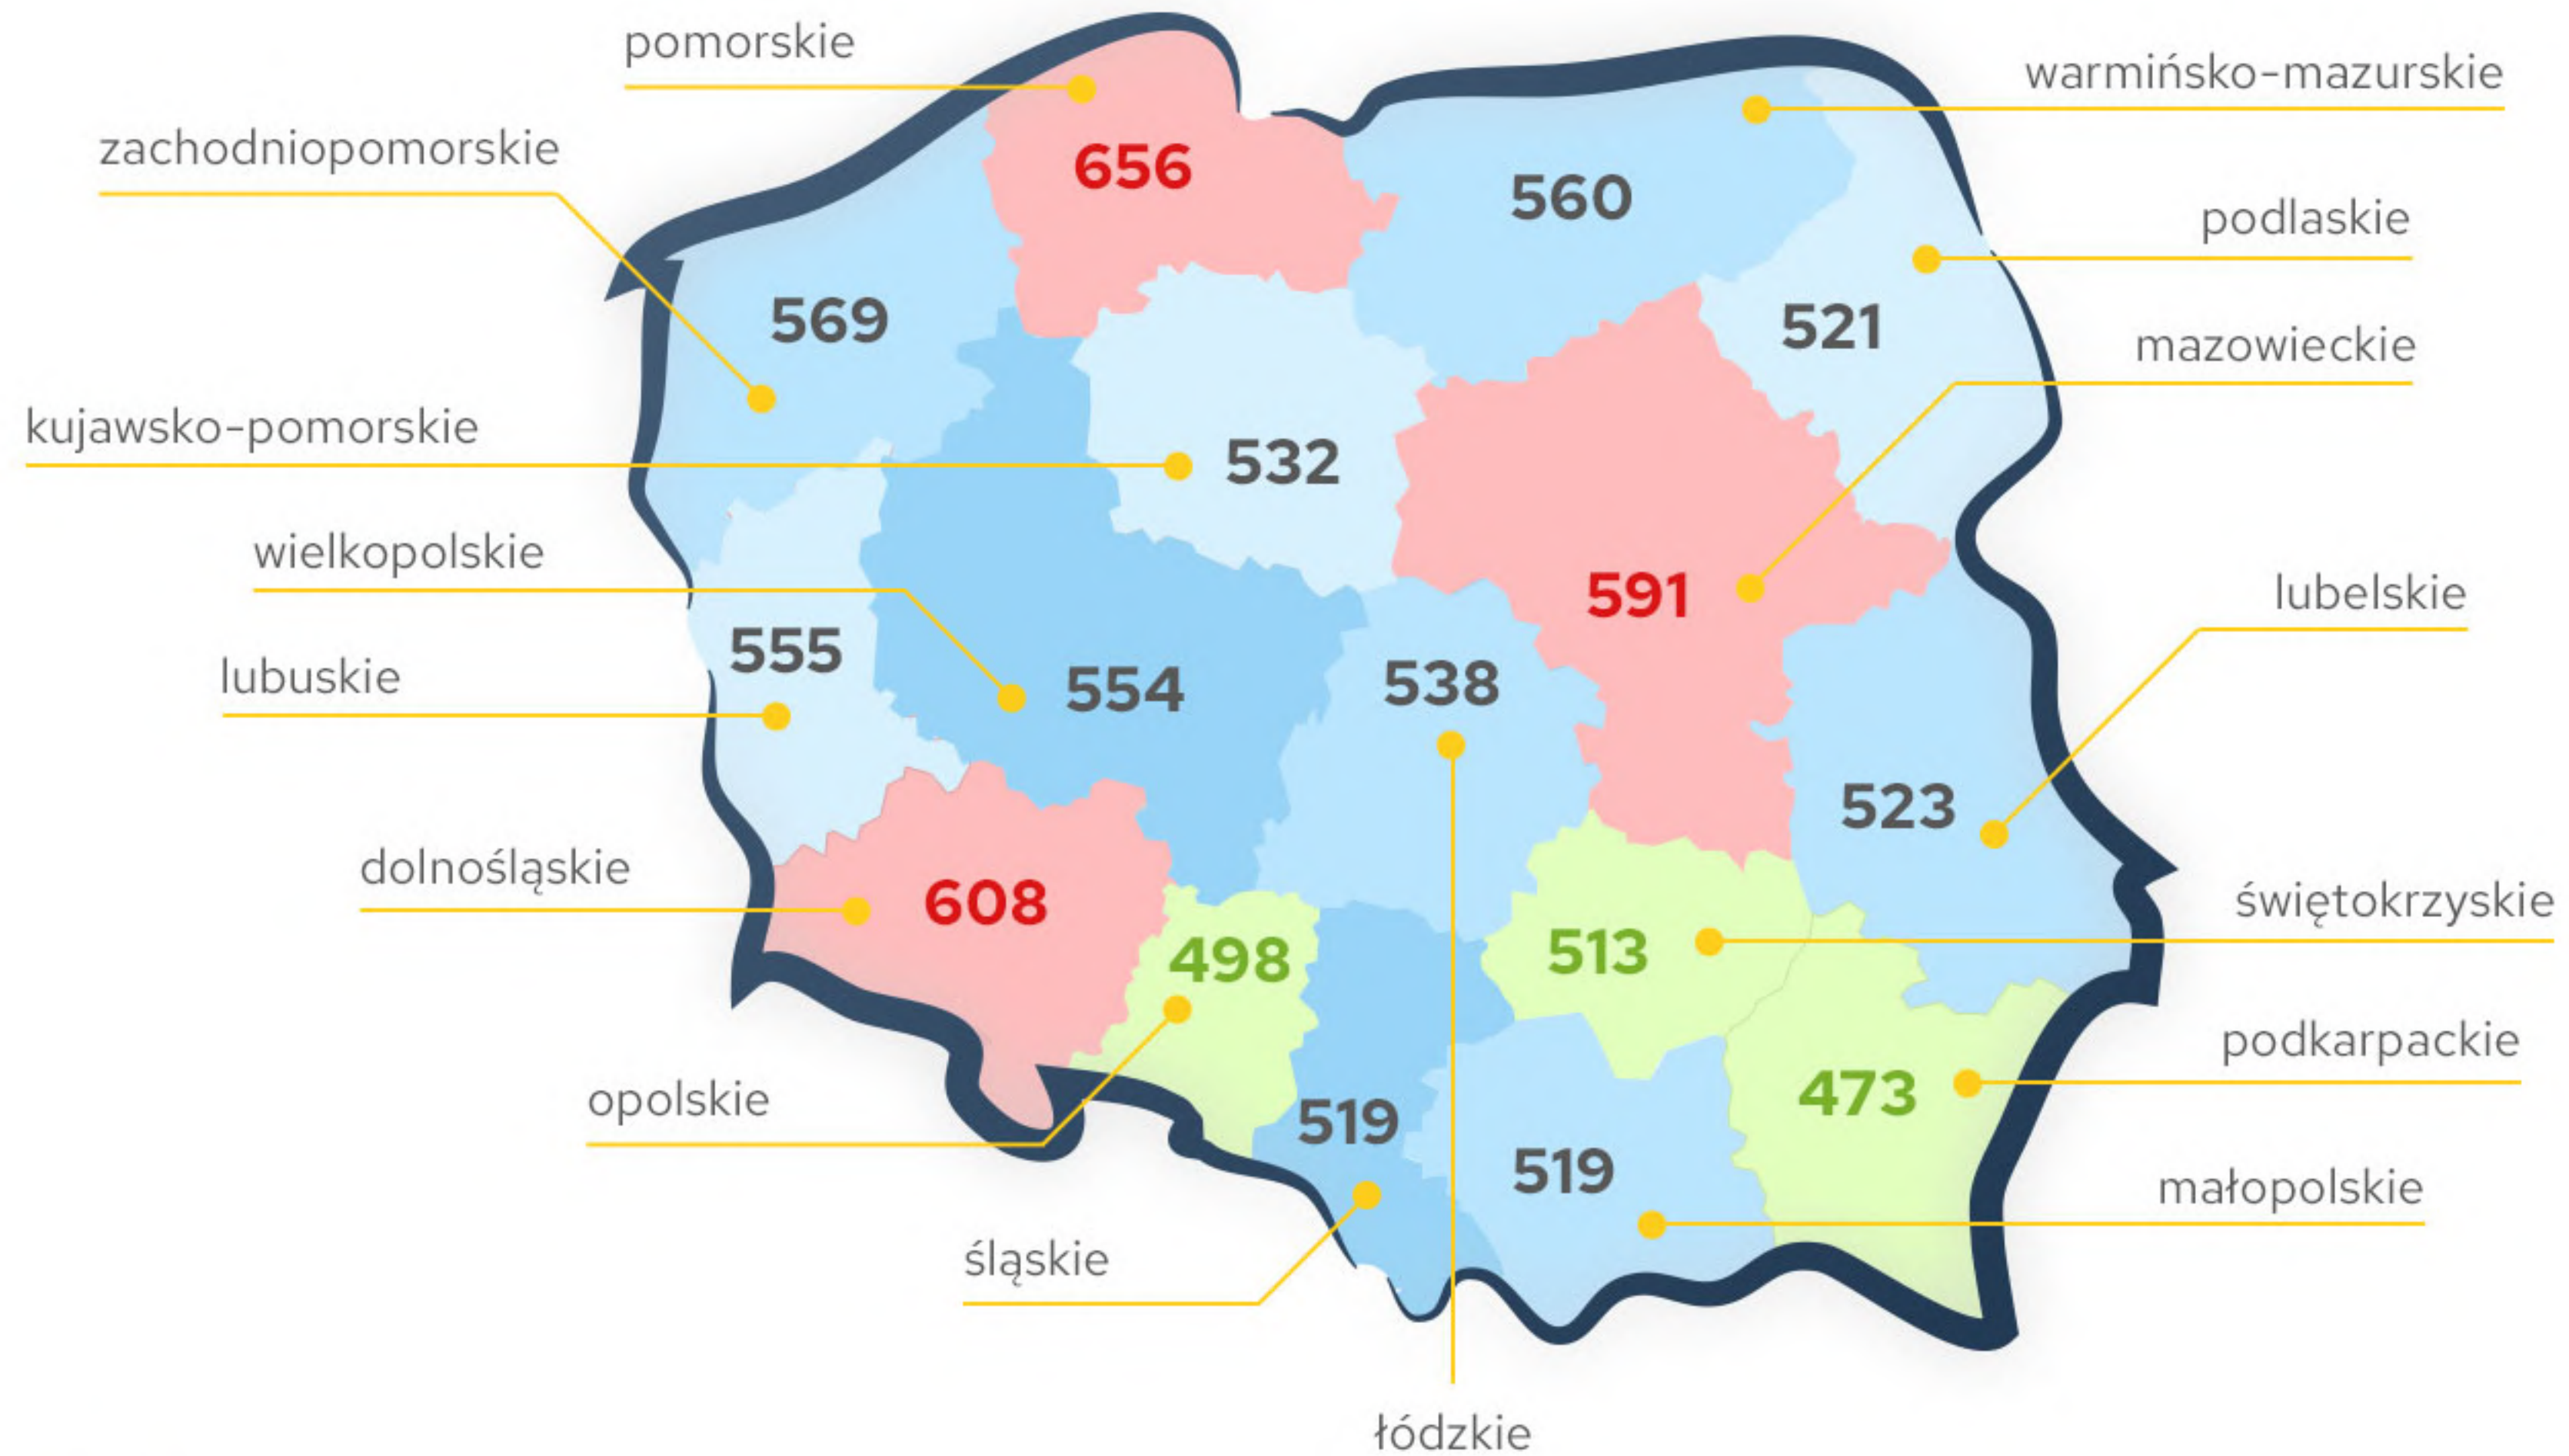 pomorskie
warmińsko-mazurskie
zachodniopomorskie
656
560
podlaskie
569
521
mazowieckie
kujawsko-pomorskie
532
wielkopolskie
591
lubelskie
555
lubuskie
554
538
523
dolnośląskie
608
świętokrzyskie
498
513
podkarpackie
opolskie
473
519
519
małopolskie
śląskie
łódzkie